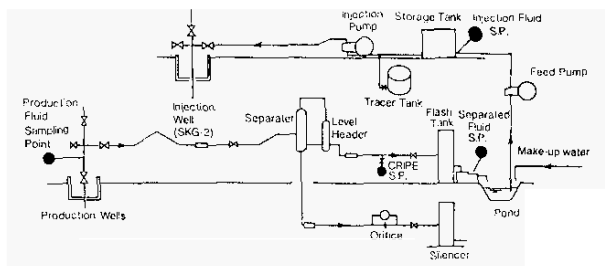 Injection
Pump
Storage Tank
Injection Fluid
S.P.
Tracer Tank
Feed Pump
Injection
Well
(SKG-2)
Production
Fluid
Sampling
Point
Separater
Level
Header
Flash
Tank
Separated
Fluid
S.P.
CRIPE
S.P.
Make-up water
Pond
Production Wells
Orifice
Silencer